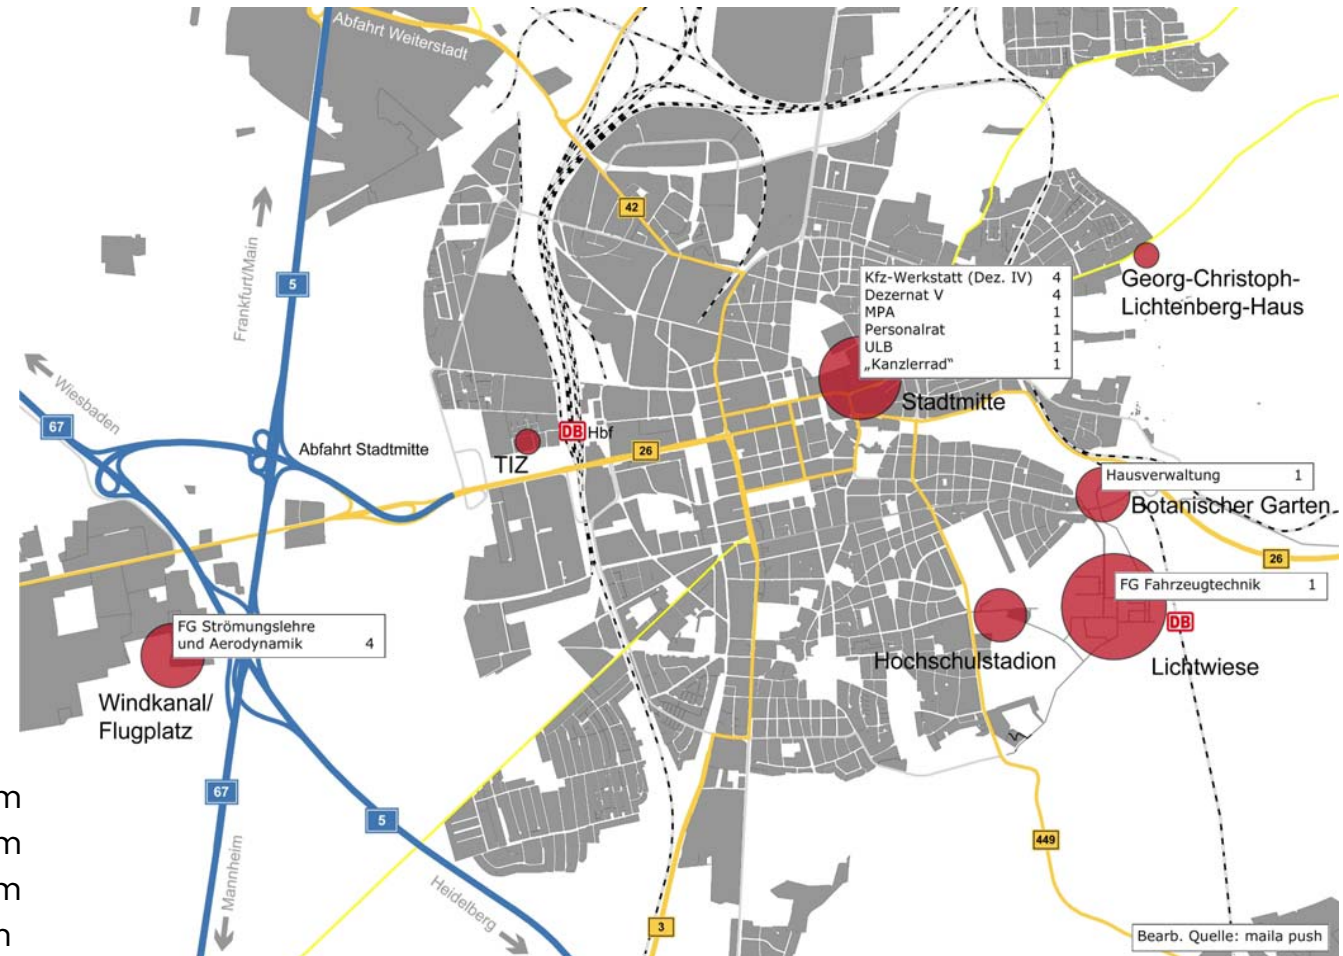 Abfahrt Weiterstadt
42
Frankfurt/Main
5
Georg-Christoph-
Lichtenberg-Haus
Kfz-Werkstatt (Dez. IV) 4
Dezernat V 4
MPA 1
Personalrat 1
ULB 1
„Kanzlerrad“ 1
Stadtmitte
Wiesbaden
67
Abfahrt Stadtmitte
DB Hbf
TIZ
26
Hausverwaltung 1
Botanischer Garten
26
FG Fahrzeugtechnik 1
DB
Hochschulstadion
Lichtwiese
FG Strömungslehre
und Aerodynamik 4
Windkanal/
Flugplatz
67
5
m
m
m
n
Mannheim
Heidelberg
449
3
Bearb. Quelle: maila push